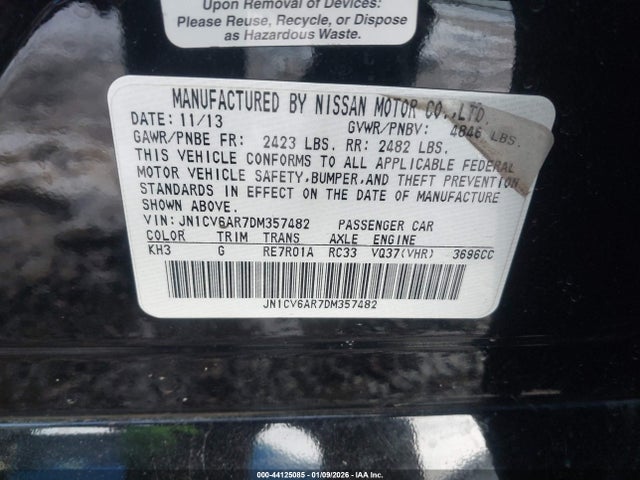 Upon Removal of Devices:
Please Reuse, Recycle, or Dispose
as Hazardous Waste.
MANUFACTURED BY NISSAN MOTOR CO.,LTD.
DATE: 11/13 GVWR/PNBV: 4846 LBS.
GAWR/PNBE FR: 2423 LBS. RR: 2482 LBS.
THIS VEHICLE CONFORMS TO ALL APPLICABLE FEDERAL
MOTOR VEHICLE SAFETY, BUMPER, AND THEFT PREVENTION
STANDARDS IN EFFECT ON THE DATE OF MANUFACTURE
SHOWN ABOVE.
VIN: JN1CV6AR7DM357482 PASSENGER CAR
COLOR TRIM TRANS AXLE ENGINE
KH3 G RE7R01A RC33 VQ37(VHR) 3696CC
JN1CV6AR7DM357482
000-44125085 - 01/09/2026 - IAA Inc.